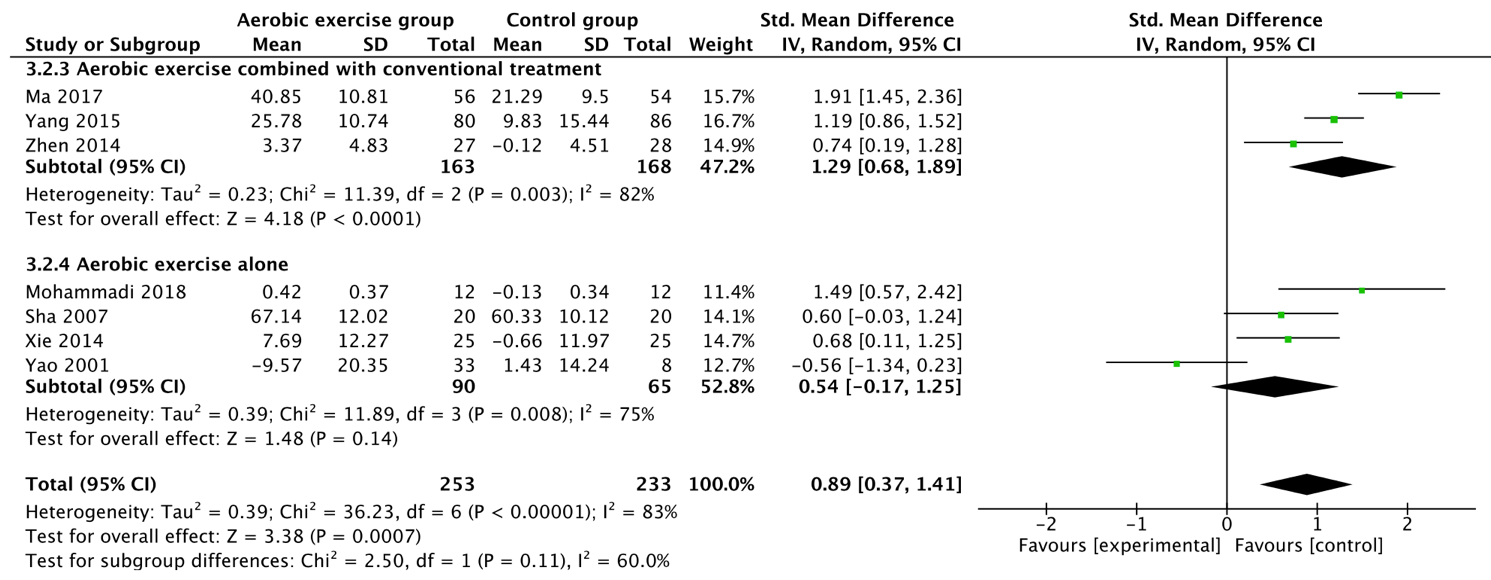 Aerobic exercise group Control group Std. Mean Difference Std. Mean Difference
Study or Subgroup Mean SD Total Mean SD Total Weight IV, Random, 95% CI IV, Random, 95% CI
3.2.3 Aerobic exercise combined with conventional treatment
Ma 2017 40.85 10.81 56 21.29 9.5 54 15.7% 1.91 [1.45, 2.36]
Yang 2015 25.78 10.74 80 9.83 15.44 86 16.7% 1.19 [0.86, 1.52]
Zhen 2014 3.37 4.83 27 −0.12 4.51 28 14.9% 0.74 [0.19, 1.28]
Subtotal (95% CI) 163 168 47.2% 1.29 [0.68, 1.89]
Heterogeneity: Tau² = 0.23; Chi² = 11.39, df = 2 (P = 0.003); I² = 82%
Test for overall effect: Z = 4.18 (P < 0.0001)
3.2.4 Aerobic exercise alone
Mohammadi 2018 0.42 0.37 12 −0.13 0.34 12 11.4% 1.49 [0.57, 2.42]
Sha 2007 67.14 12.02 20 60.33 10.12 20 14.1% 0.60 [−0.03, 1.24]
Xie 2014 7.69 12.27 25 −0.66 11.97 25 14.7% 0.68 [0.11, 1.25]
Yao 2001 −9.57 20.35 33 1.43 14.24 8 12.7% −0.56 [−1.34, 0.23]
Subtotal (95% CI) 90 65 52.8% 0.54 [−0.17, 1.25]
Heterogeneity: Tau² = 0.39; Chi² = 11.89, df = 3 (P = 0.008); I² = 75%
Test for overall effect: Z = 1.48 (P = 0.14)
Total (95% CI) 253 233 100.0% 0.89 [0.37, 1.41]
Heterogeneity: Tau² = 0.39; Chi² = 36.23, df = 6 (P < 0.00001); I² = 83%
Test for overall effect: Z = 3.38 (P = 0.0007)
Test for subgroup differences: Chi² = 2.50, df = 1 (P = 0.11), I² = 60.0%
−2 −1 0 1 2
Favours [experimental] Favours [control]